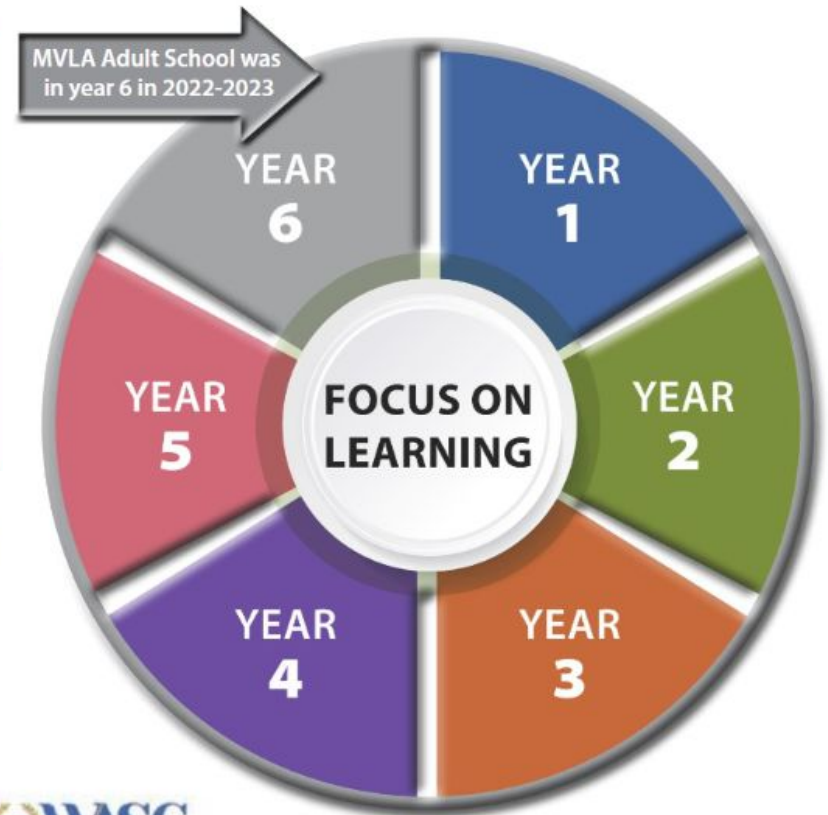 MVLA Adult School was
in year 6 in 2022-2023
YEAR
6
YEAR
1
YEAR
5
FOCUS ON
LEARNING
YEAR
2
YEAR
4
YEAR
3